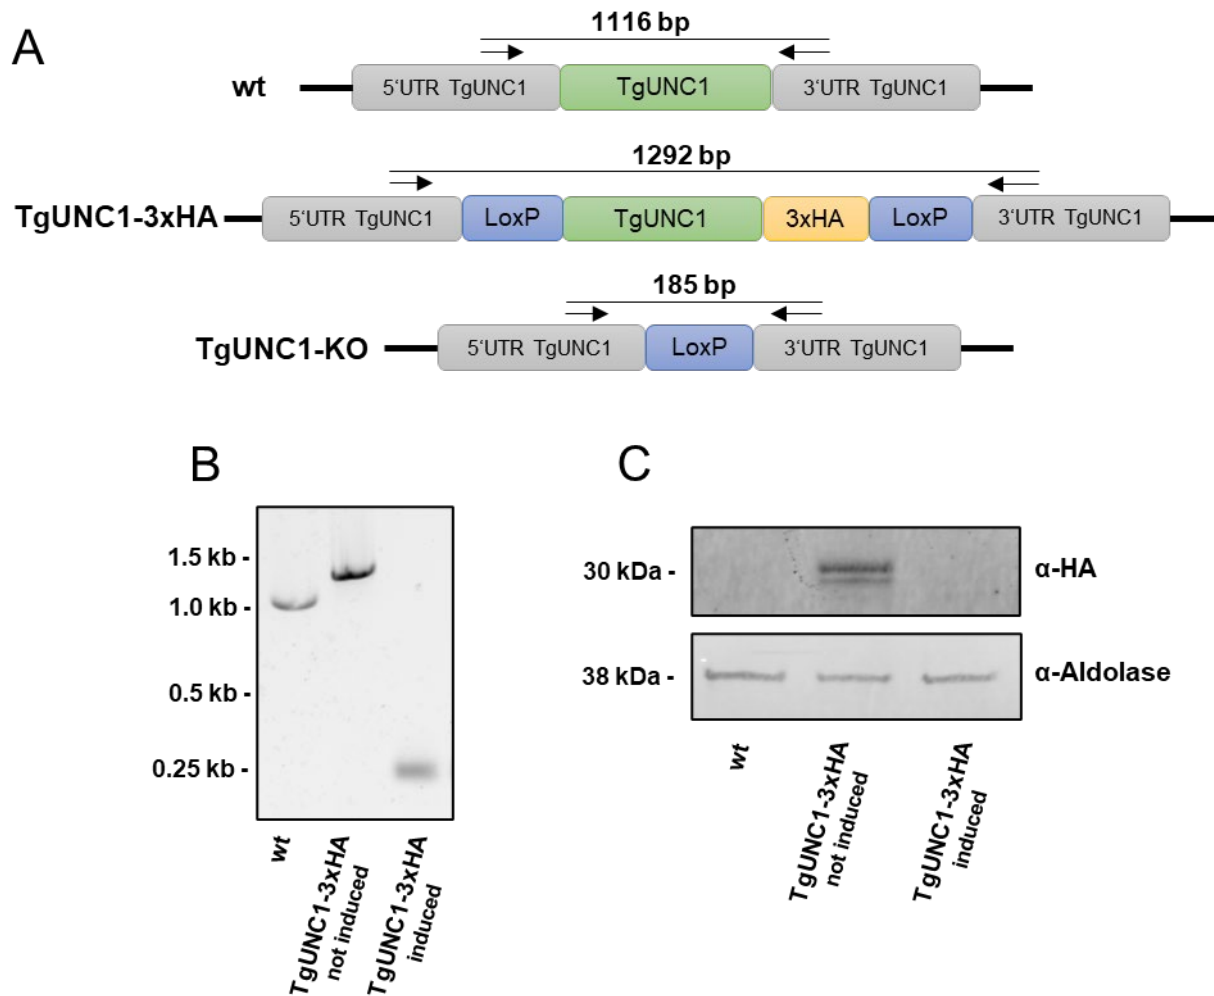 A
1116 bp
wt
5‘UTR TgUNC1
TgUNC1
3‘UTR TgUNC1
1292 bp
TgUNC1-3xHA
5‘UTR TgUNC1
LoxP
TgUNC1
3xHA
LoxP
3‘UTR TgUNC1
185 bp
TgUNC1-KO
5‘UTR TgUNC1
LoxP
3‘UTR TgUNC1
B
1.5 kb -
1.0 kb -
0.5 kb -
0.25 kb -
wt
TgUNC1-3xHA
not induced
TgUNC1-3xHA
induced
C
30 kDa -
α-HA
38 kDa -
α-Aldolase
wt
TgUNC1-3xHA
not induced
TgUNC1-3xHA
induced